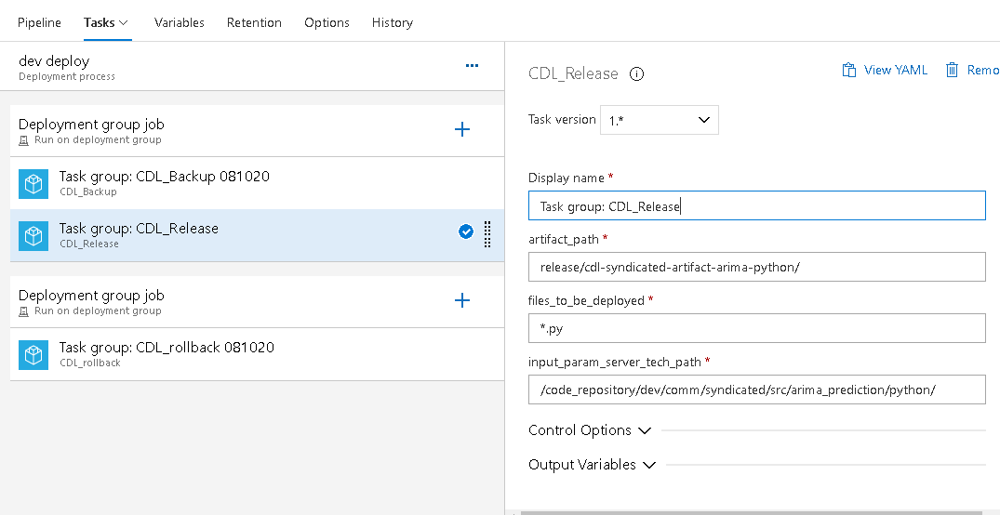 Pipeline Tasks Variables Retention Options History
dev deploy
Deployment process
...
Deployment group job
Run on deployment group
Task group: CDL_Backup 081020
CDL_Backup
Task group: CDL_Release
CDL_Release
Deployment group job
Run on deployment group
Task group: CDL_rollback 081020
CDL_rollback
CDL_Release
View YAML
Remo
Task version 1.*
Display name *
Task group: CDL_Release
artifact_path *
release/cdl-syndicated-artifact-arima-python/
files_to_be_deployed *
*.py
input_param_server_tech_path *
/code_repository/dev/comm/syndicated/src/arima_prediction/python/
Control Options
Output Variables